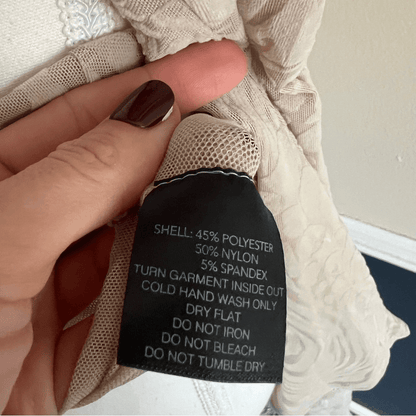 SHELL: 45% POLYESTER
50% NYLON
5% SPANDEX
TURN GARMENT INSIDE OUT
COLD HAND WASH ONLY
DRY FLAT
DO NOT IRON
DO NOT BLEACH
DO NOT TUMBLE DRY